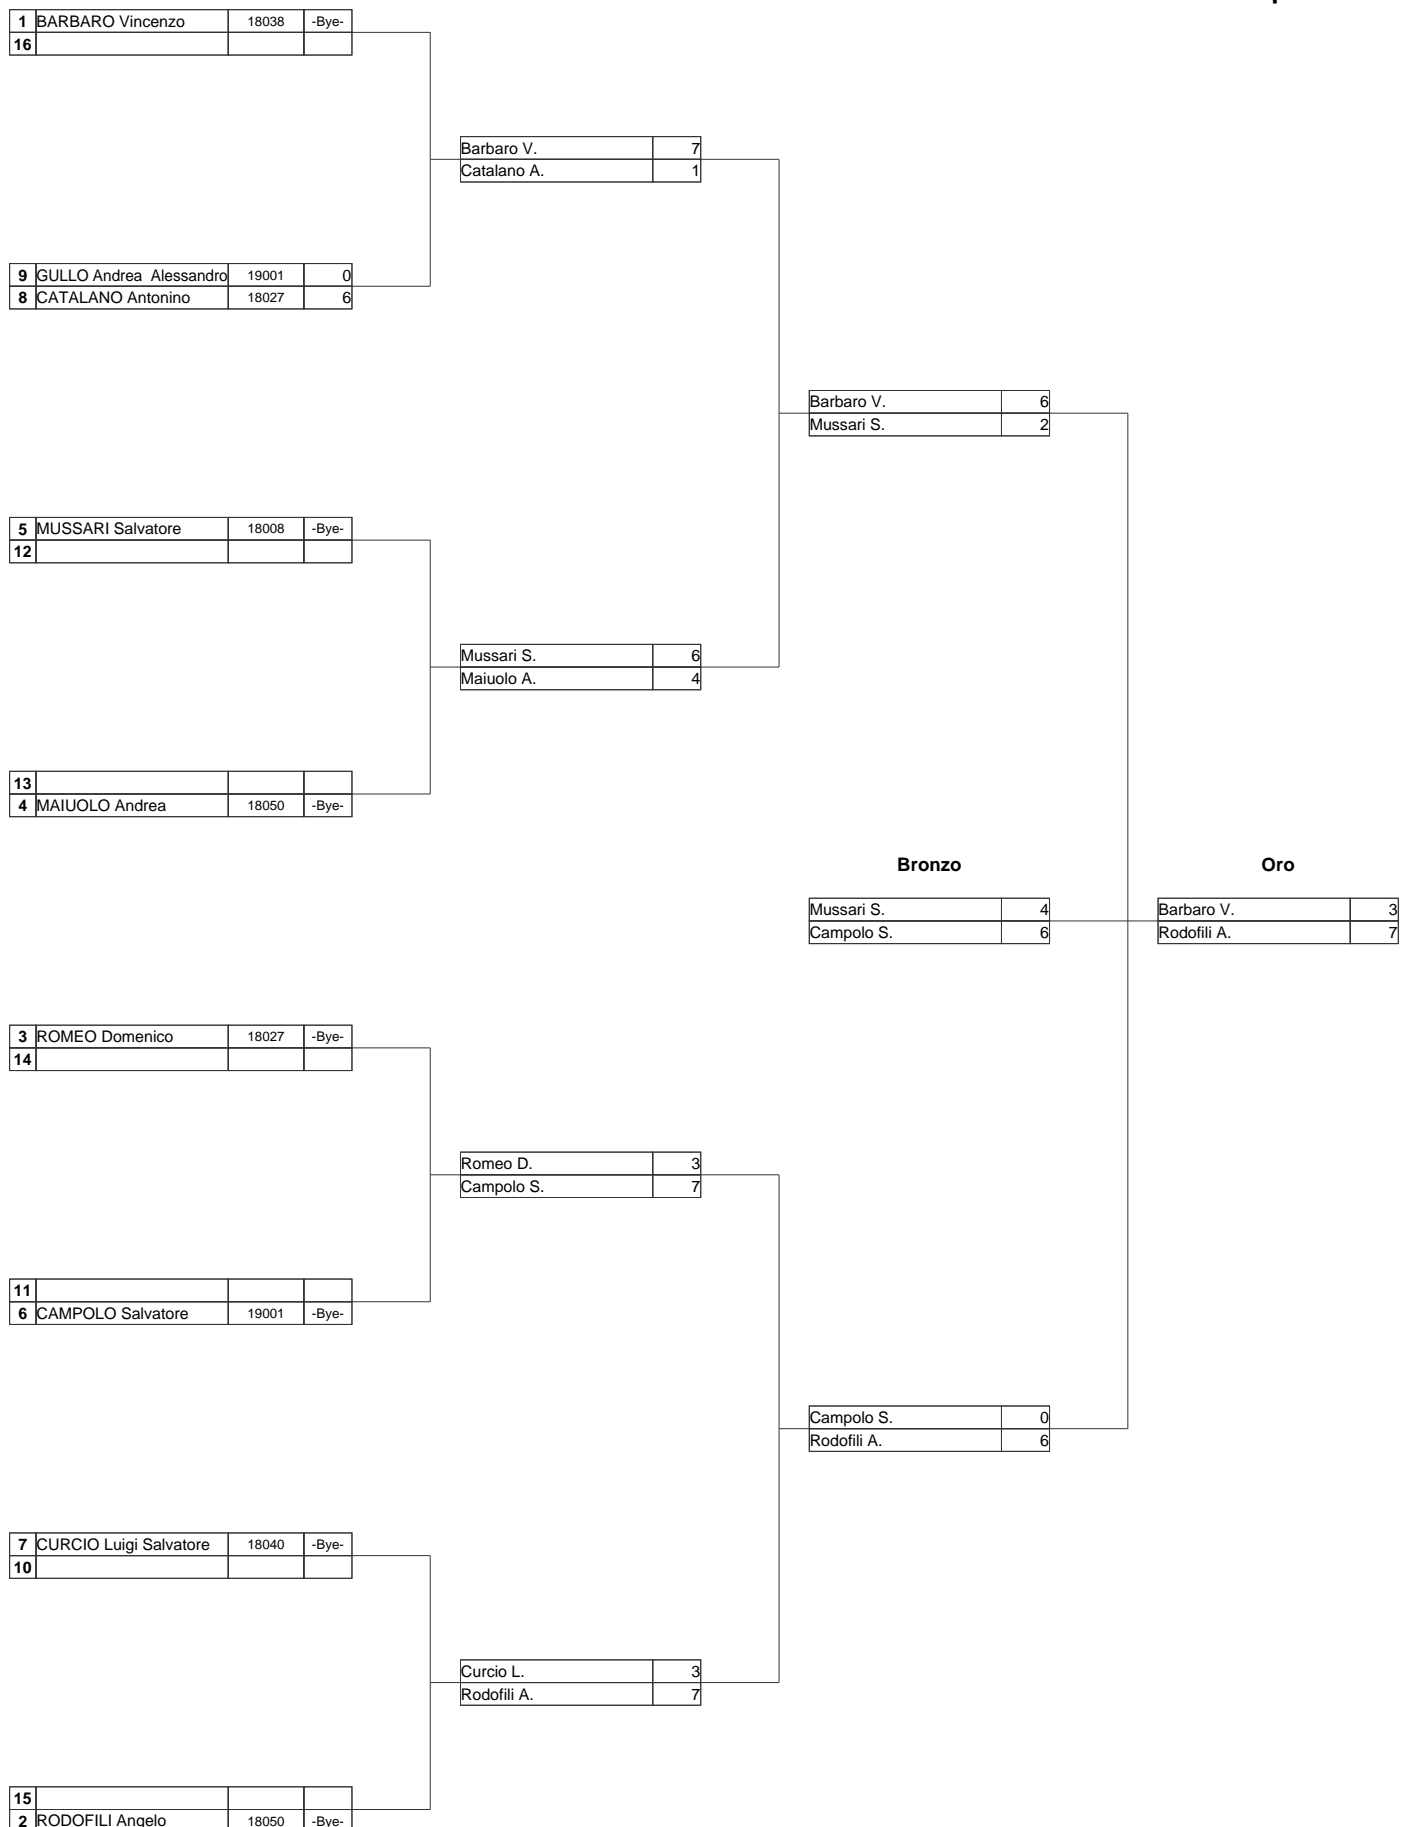 1 BARBARO Vincenzo 18038 -Bye-
16
Barbaro V. 7
Catalano A. 1
9 GULLO Andrea Alessandro 19001 0
8 CATALANO Antonino 18027 6
Barbaro V. 6
Mussari S. 2
5 MUSSARI Salvatore 18008 -Bye-
12
Mussari S. 6
Maiuolo A. 4
13
4 MAIUOLO Andrea 18050 -Bye-
Bronzo Oro
Mussari S. 4 Barbaro V. 3
Campolo S. 6 Rodofili A. 7
3 ROMEO Domenico 18027 -Bye-
14
Romeo D. 3
Campolo S. 7
11
6 CAMPOLO Salvatore 19001 -Bye-
Campolo S. 0
Rodofili A. 6
7 CURCIO Luigi Salvatore 18040 -Bye-
10
Curcio L. 3
Rodofili A. 7
15
2 RODOFILI Angelo 18050 -Bye-